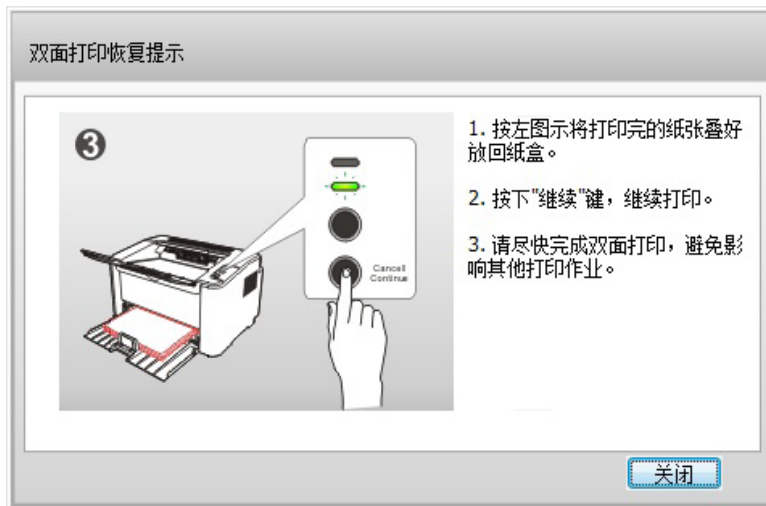 双面打印恢复提示
3
1. 按左图示将打印完的纸张叠好
放回纸盒。
2. 按下"继续"键，继续打印。
3. 请尽快完成双面打印，避免影
响其他打印作业。
Cancell
Continue
关闭